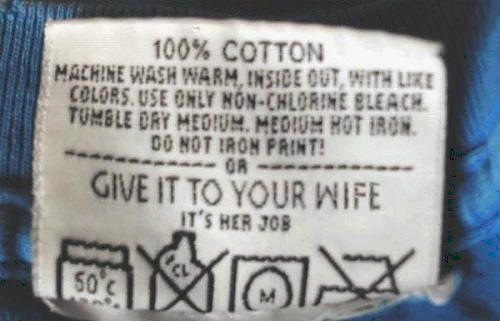 100% COTTON
MACHINE WASH WARM, INSIDE OUT, WITH LIKE
COLORS. USE ONLY NON-CHLORINE BLEACH.
TUMBLE DRY MEDIUM. MEDIUM HOT IRON.
DO NOT IRON PRINT!
OR
GIVE IT TO YOUR WIFE
IT'S HER JOB
60°C CL M